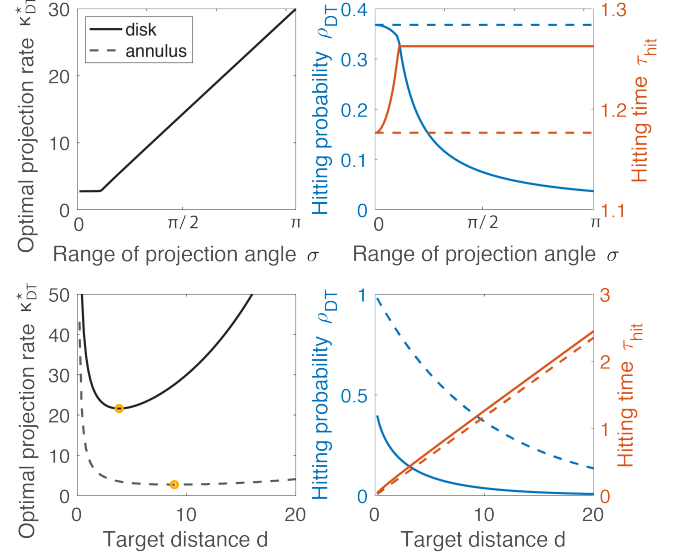 Optimal projection rate κ*DT
30
20
10
0
disk
annulus
0
π/2
π
Range of projection angle σ
Hitting probability ρDT
0.4
0.3
0.2
0.1
0
1.3
1.2
1.1
Hitting time τhit
0
π/2
π
Range of projection angle σ
Optimal projection rate κ*DT
50
40
30
20
10
0
0
10
20
Target distance d
Hitting probability ρDT
1
0.5
0
3
2
1
0
Hitting time τhit
0
10
20
Target distance d